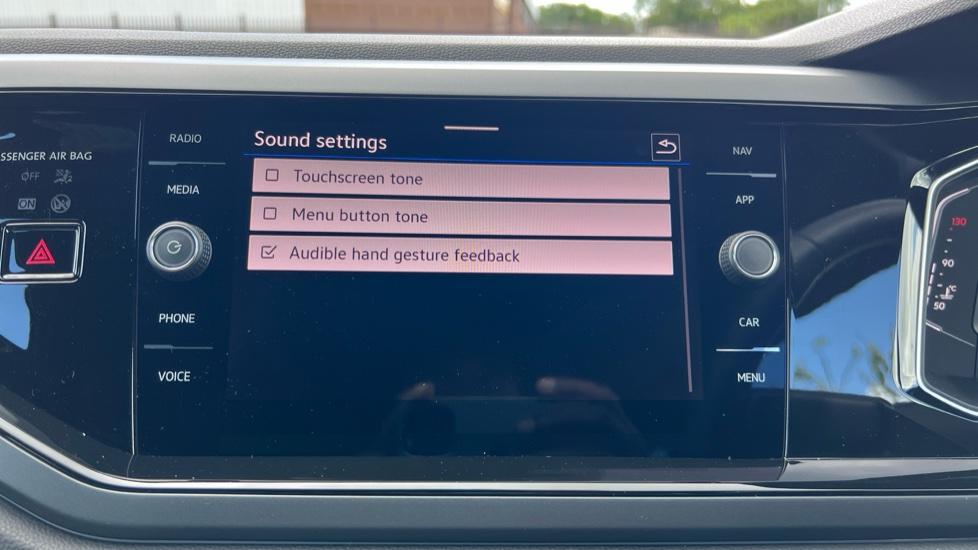 SSENGER AIR BAG
OFF
ON
RADIO
MEDIA
PHONE
VOICE
Sound settings
Touchscreen tone
Menu button tone
Audible hand gesture feedback
NAV
APP
CAR
MENU
130
90
°C
50